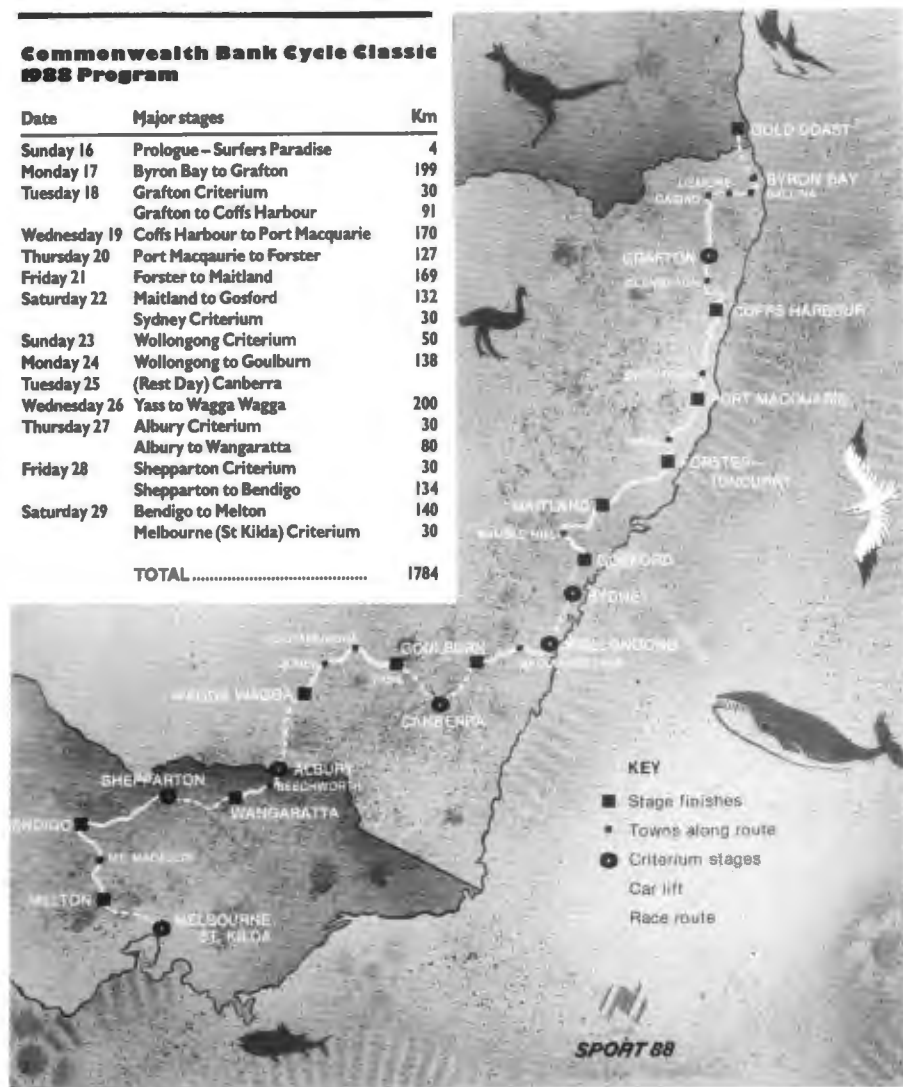 Commonwealth Bank Cycle Classic
1988 Program
Date Major stages Km
Sunday 16 Prologue – Surfers Paradise 4
Monday 17 Byron Bay to Grafton 199
Tuesday 18 Grafton Criterium 30
Grafton to Coffs Harbour 91
Wednesday 19 Coffs Harbour to Port Macquarie 170
Thursday 20 Port Macqaurie to Forster 127
Friday 21 Forster to Maitland 169
Saturday 22 Maitland to Gosford 132
Sydney Criterium 30
Sunday 23 Wollongong Criterium 50
Monday 24 Wollongong to Goulburn 138
Tuesday 25 (Rest Day) Canberra
Wednesday 26 Yass to Wagga Wagga 200
Thursday 27 Albury Criterium 30
Albury to Wangaratta 80
Friday 28 Shepparton Criterium 30
Shepparton to Bendigo 134
Saturday 29 Bendigo to Melton 140
Melbourne (St Kilda) Criterium 30
TOTAL ........................................ 1784
GOLD COAST
BYRON BAY
LISMORE
BALLINA
CASINO
GRAFTON
COFFS HARBOUR
PORT MACQUARIE
FORSTER—
TUNCURRY
MAITLAND
GOSFORD
SYDNEY
WOLLONGONG
GOULBURN
YASS
CANBERRA
WAGGA WAGGA
ALBURY
BEECHWORTH
SHEPPARTON
WANGARATTA
BENDIGO
MT. MACEDON
MELTON
MELBOURNE
ST. KILDA
KEY
Stage finishes
Towns along route
Criterium stages
Car lift
Race route
SPORT 88